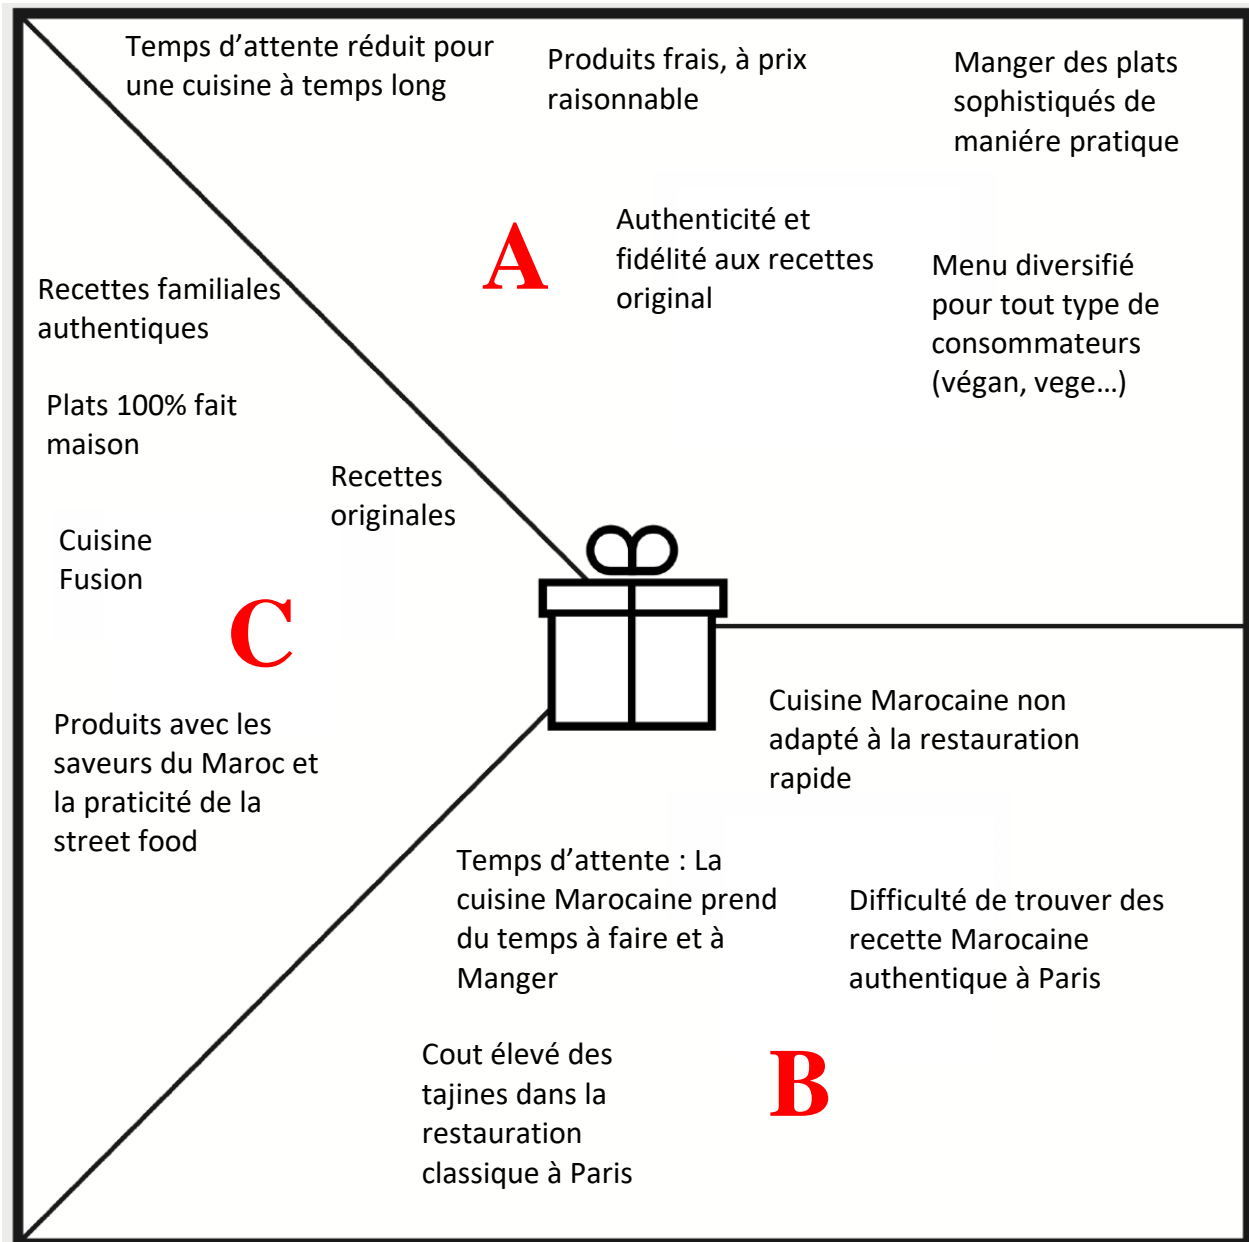 Temps d’attente réduit pour
une cuisine à temps long
Produits frais, à prix
raisonnable
Manger des plats
sophistiqués de
maniére pratique
A
Authenticité et
fidélité aux recettes
original
Menu diversifié
pour tout type de
consommateurs
(végan, vege…)
Recettes familiales
authentiques
Plats 100% fait
maison
Recettes
originales
Cuisine
Fusion
C
Produits avec les
saveurs du Maroc et
la praticité de la
street food
Cuisine Marocaine non
adapté à la restauration
rapide
Temps d’attente : La
cuisine Marocaine prend
du temps à faire et à
Manger
Difficulté de trouver des
recette Marocaine
authentique à Paris
Cout élevé des
tajines dans la
restauration
classique à Paris
B